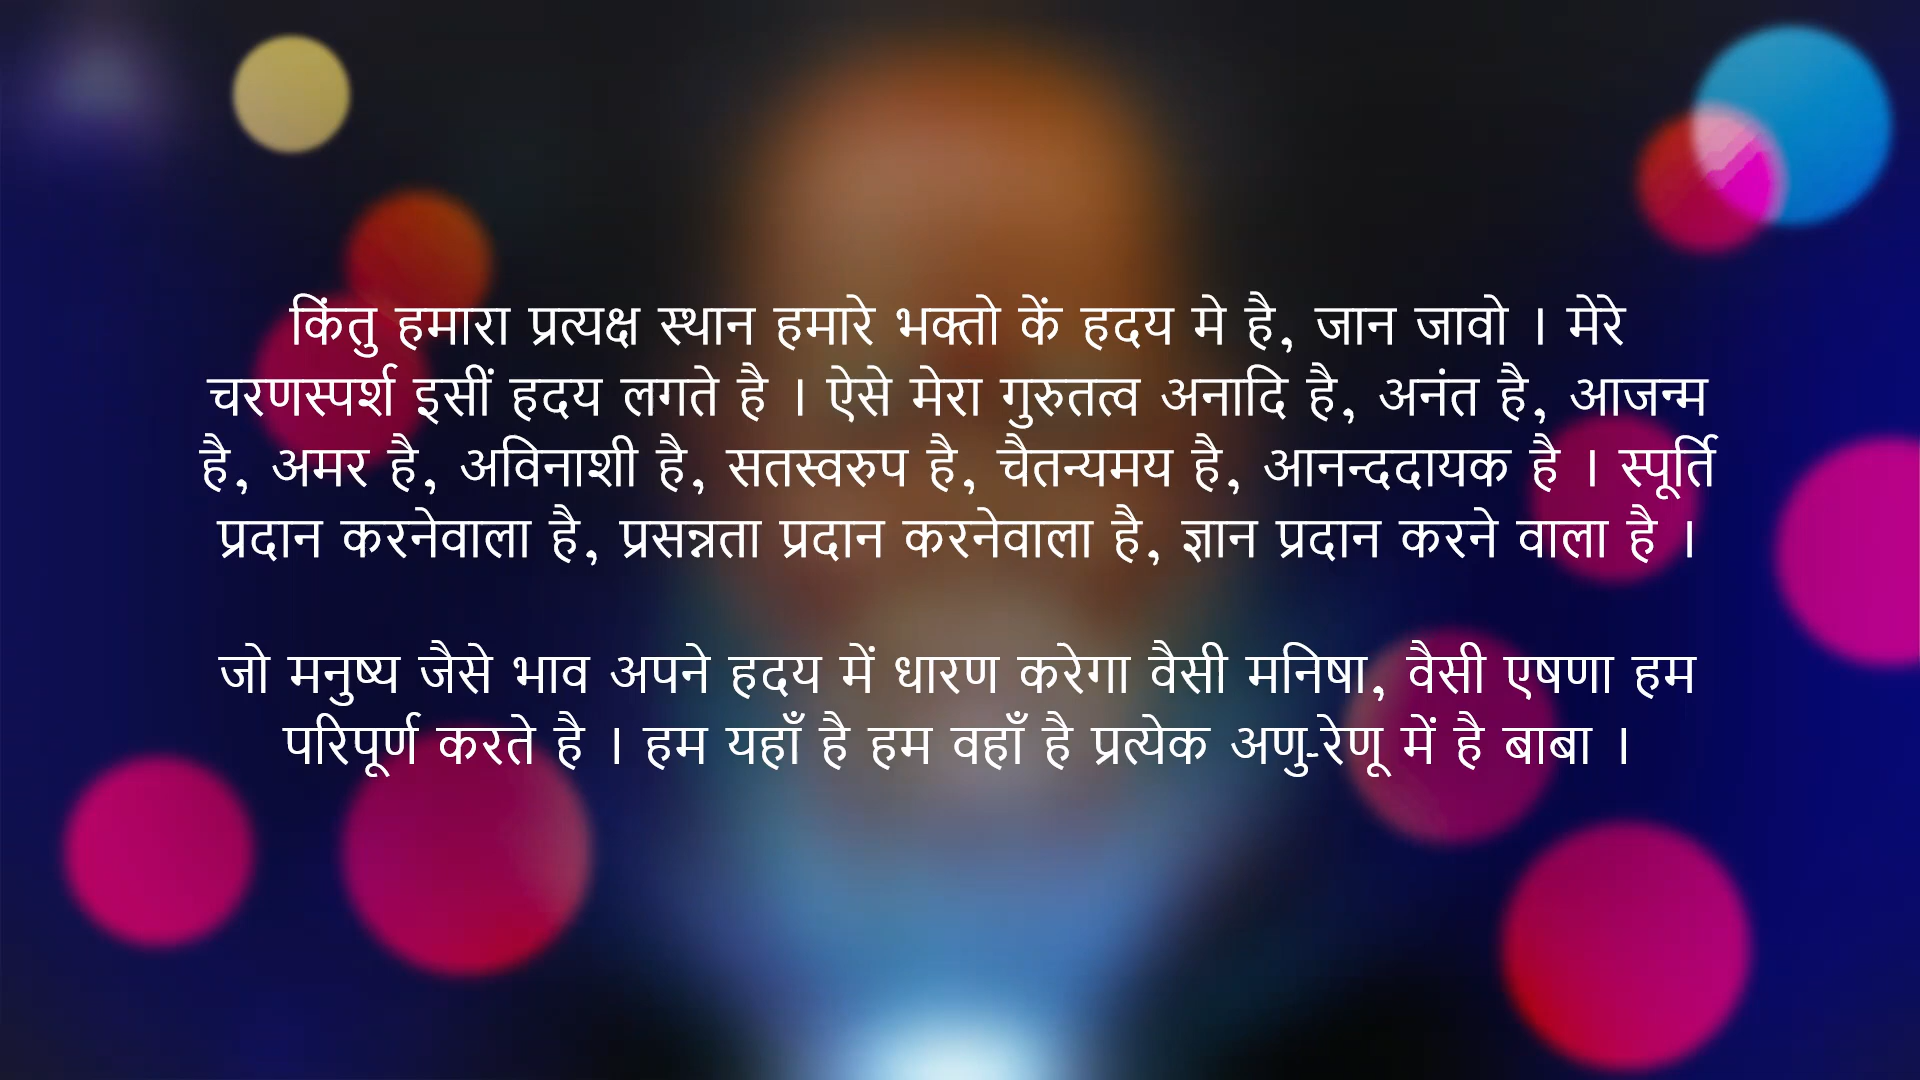 किंतु हमारा प्रत्यक्ष स्थान हमारे भक्तो कें हदय मे है, जान जावो । मेरे
चरणस्पर्श इसीं हदय लगते है । ऐसे मेरा गुरुतत्व अनादि है, अनंत है, आजन्म
है, अमर है, अविनाशी है, सतस्वरुप है, चैतन्यमय है, आनन्ददायक है । स्पूर्ति
प्रदान करनेवाला है, प्रसन्नता प्रदान करनेवाला है, ज्ञान प्रदान करने वाला है ।
जो मनुष्य जैसे भाव अपने हदय में धारण करेगा वैसी मनिषा, वैसी एषणा हम
परिपूर्ण करते है । हम यहाँ है हम वहाँ है प्रत्येक अणु-रेणू में है बाबा ।